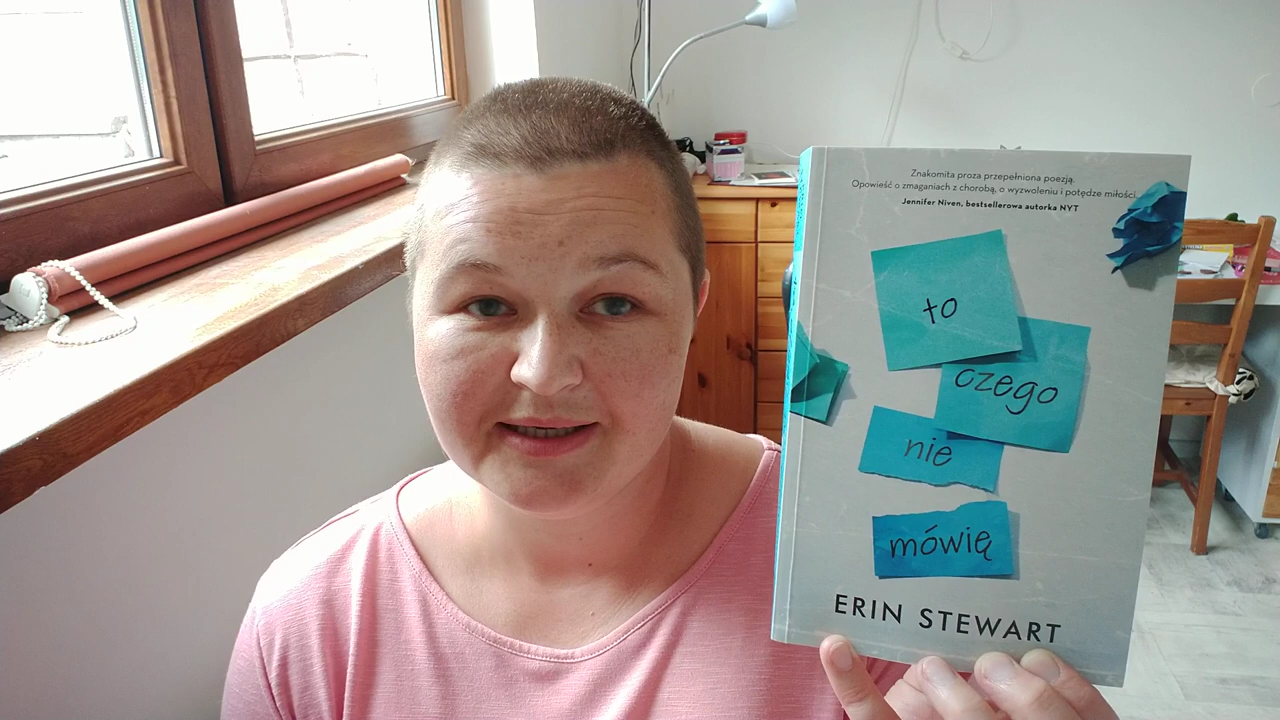 Znakomita proza przepełniona poezją.
Opowieść o zmaganiach z chorobą, o wyzwoleniu i potędze miłości.
Jennifer Niven, bestsellerowa autorka NYT
to
czego
nie
mówię
ERIN STEWART